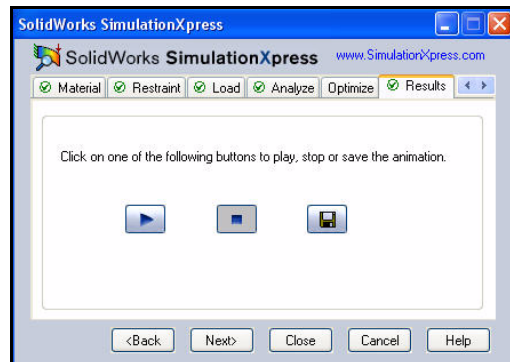 SolidWorks SimulationXpress
SolidWorks SimulationXpress www.SimulationXpress.com
Material Restraint Load Analyze Optimize Results
Click on one of the following buttons to play, stop or save the animation.
<Back Next> Close Cancel Help